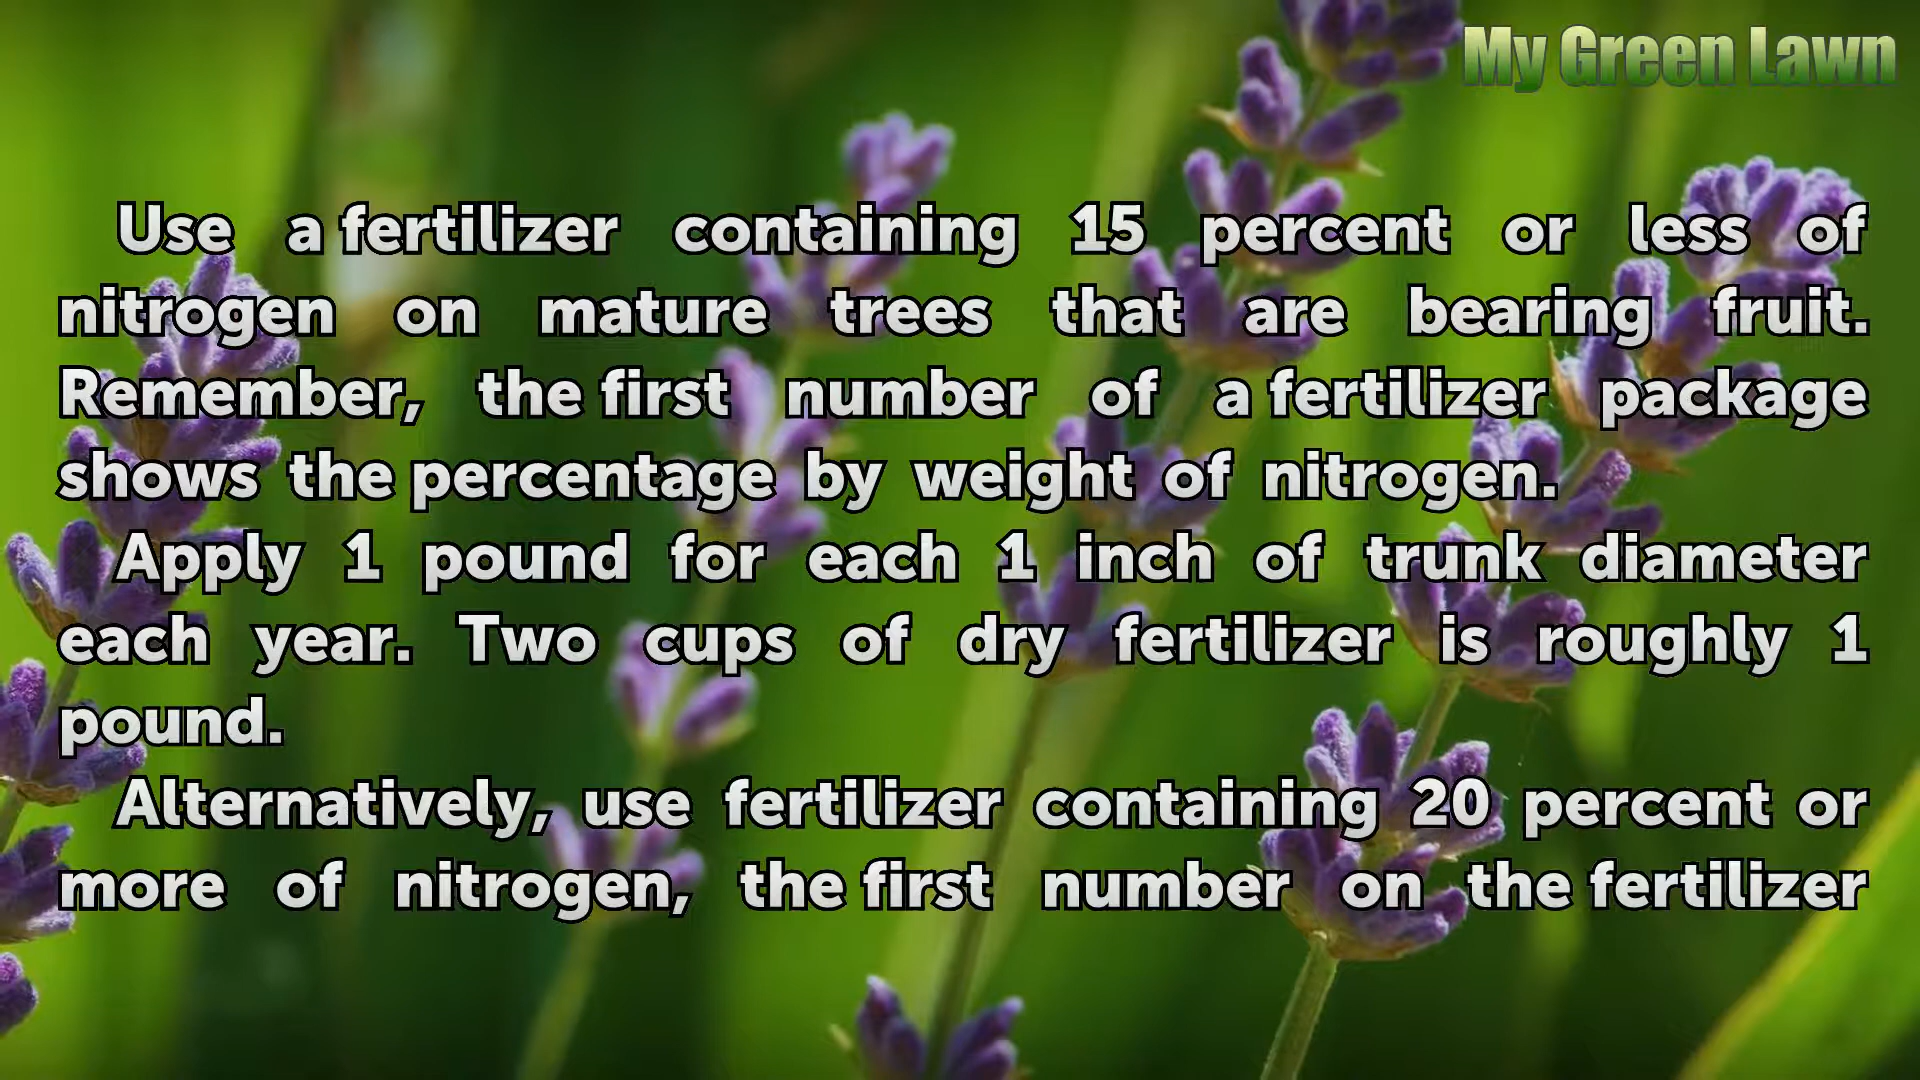 My Green Lawn
Use a fertilizer containing 15 percent or less of
nitrogen on mature trees that are bearing fruit.
Remember, the first number of a fertilizer package
shows the percentage by weight of nitrogen.
Apply 1 pound for each 1 inch of trunk diameter
each year. Two cups of dry fertilizer is roughly 1
pound.
Alternatively, use fertilizer containing 20 percent or
more of nitrogen, the first number on the fertilizer